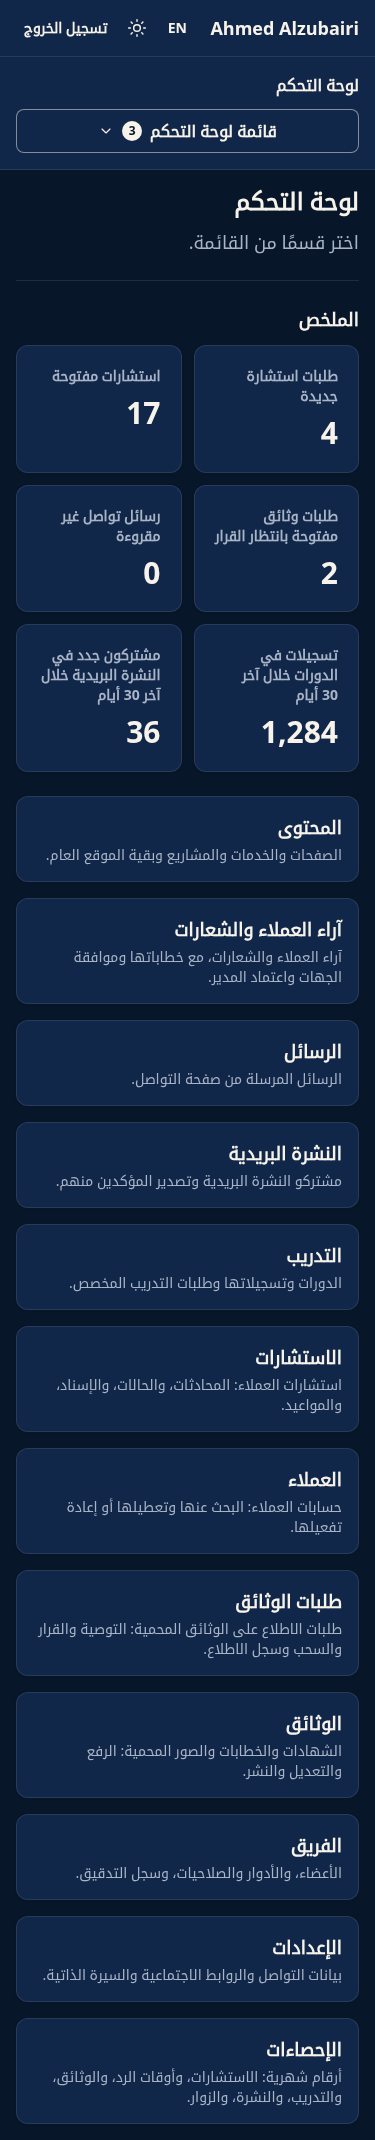 Ahmed Alzubairi
EN
تسجيل الخروج
لوحة التحكم
قائمة لوحة التحكم 3
لوحة التحكم
اختر قسمًا من القائمة.
الملخص
طلبات استشارة
جديدة
4
استشارات مفتوحة
17
طلبات وثائق
مفتوحة بانتظار القرار
2
رسائل تواصل غير
مقروءة
0
تسجيلات في
الدورات خلال آخر
30 أيام
1,284
مشتركون جدد في
النشرة البريدية خلال
آخر 30 أيام
36
المحتوى
الصفحات والخدمات والمشاريع وبقية الموقع العام.
آراء العملاء والشعارات
آراء العملاء والشعارات، مع خطاباتها وموافقة
الجهات واعتماد المدير.
الرسائل
الرسائل المرسلة من صفحة التواصل.
النشرة البريدية
مشتركو النشرة البريدية وتصدير المؤكدين منهم.
التدريب
الدورات وتسجيلاتها وطلبات التدريب المخصص.
الاستشارات
استشارات العملاء: المحادثات، والحالات، والإسناد،
والمواعيد.
العملاء
حسابات العملاء: البحث عنها وتعطيلها أو إعادة
تفعيلها.
طلبات الوثائق
طلبات الاطلاع على الوثائق المحمية: التوصية والقرار
والسحب وسجل الاطلاع.
الوثائق
الشهادات والخطابات والصور المحمية: الرفع
والتعديل والنشر.
الفريق
الأعضاء، والأدوار والصلاحيات، وسجل التدقيق.
الإعدادات
بيانات التواصل والروابط الاجتماعية والسيرة الذاتية.
الإحصاءات
أرقام شهرية: الاستشارات، وأوقات الرد، والوثائق،
والتدريب، والنشرة، والزوار.